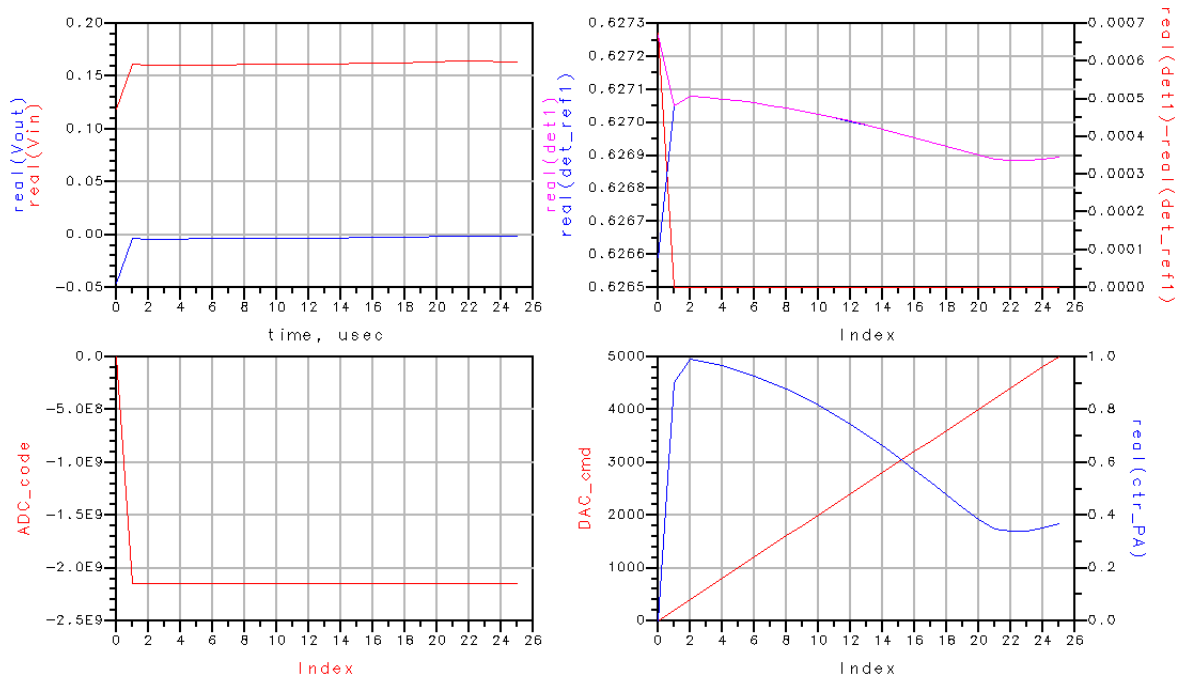 real(Vout)
real(Vin)
0.20
0.15
0.10
0.05
0.00
-0.05
0 2 4 6 8 10 12 14 16 18 20 22 24 26
time, usec
real(det1)
real(det_ref1)
0.6273
0.6272
0.6271
0.6270
0.6269
0.6268
0.6267
0.6266
0.6265
0 2 4 6 8 10 12 14 16 18 20 22 24 26
Index
0.0007
0.0006
0.0005
0.0004
0.0003
0.0002
0.0001
0.0000
real(det1)-real(det_ref1)
ADC_code
0.0
-5.0E8
-1.0E9
-1.5E9
-2.0E9
-2.5E9
0 2 4 6 8 10 12 14 16 18 20 22 24 26
Index
DAC_cmd
5000
4000
3000
2000
1000
0
0 2 4 6 8 10 12 14 16 18 20 22 24 26
Index
1.0
0.8
0.6
0.4
0.2
0.0
real(ctr_PA)